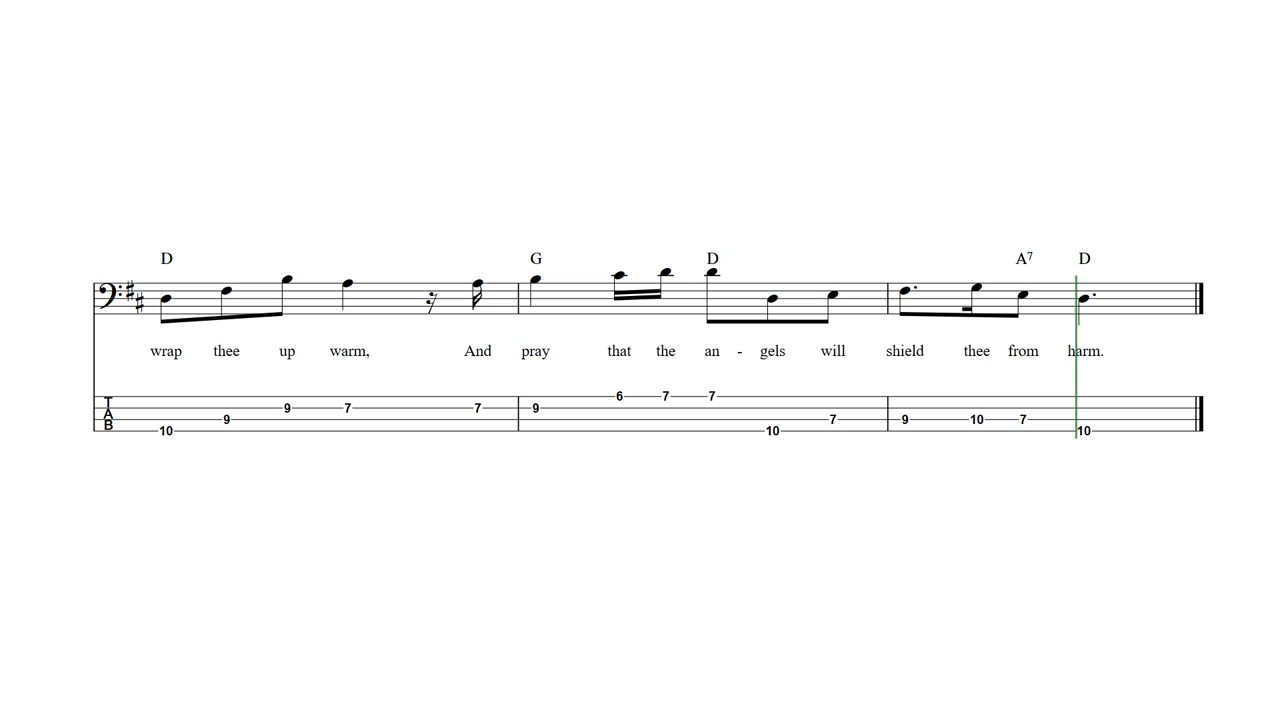 D G D A7 D
wrap thee up warm, And pray that the an - gels will shield thee from harm.
T
A
B
6 7 7
9 7 7 9
9 7 9 10 7
10 10 10